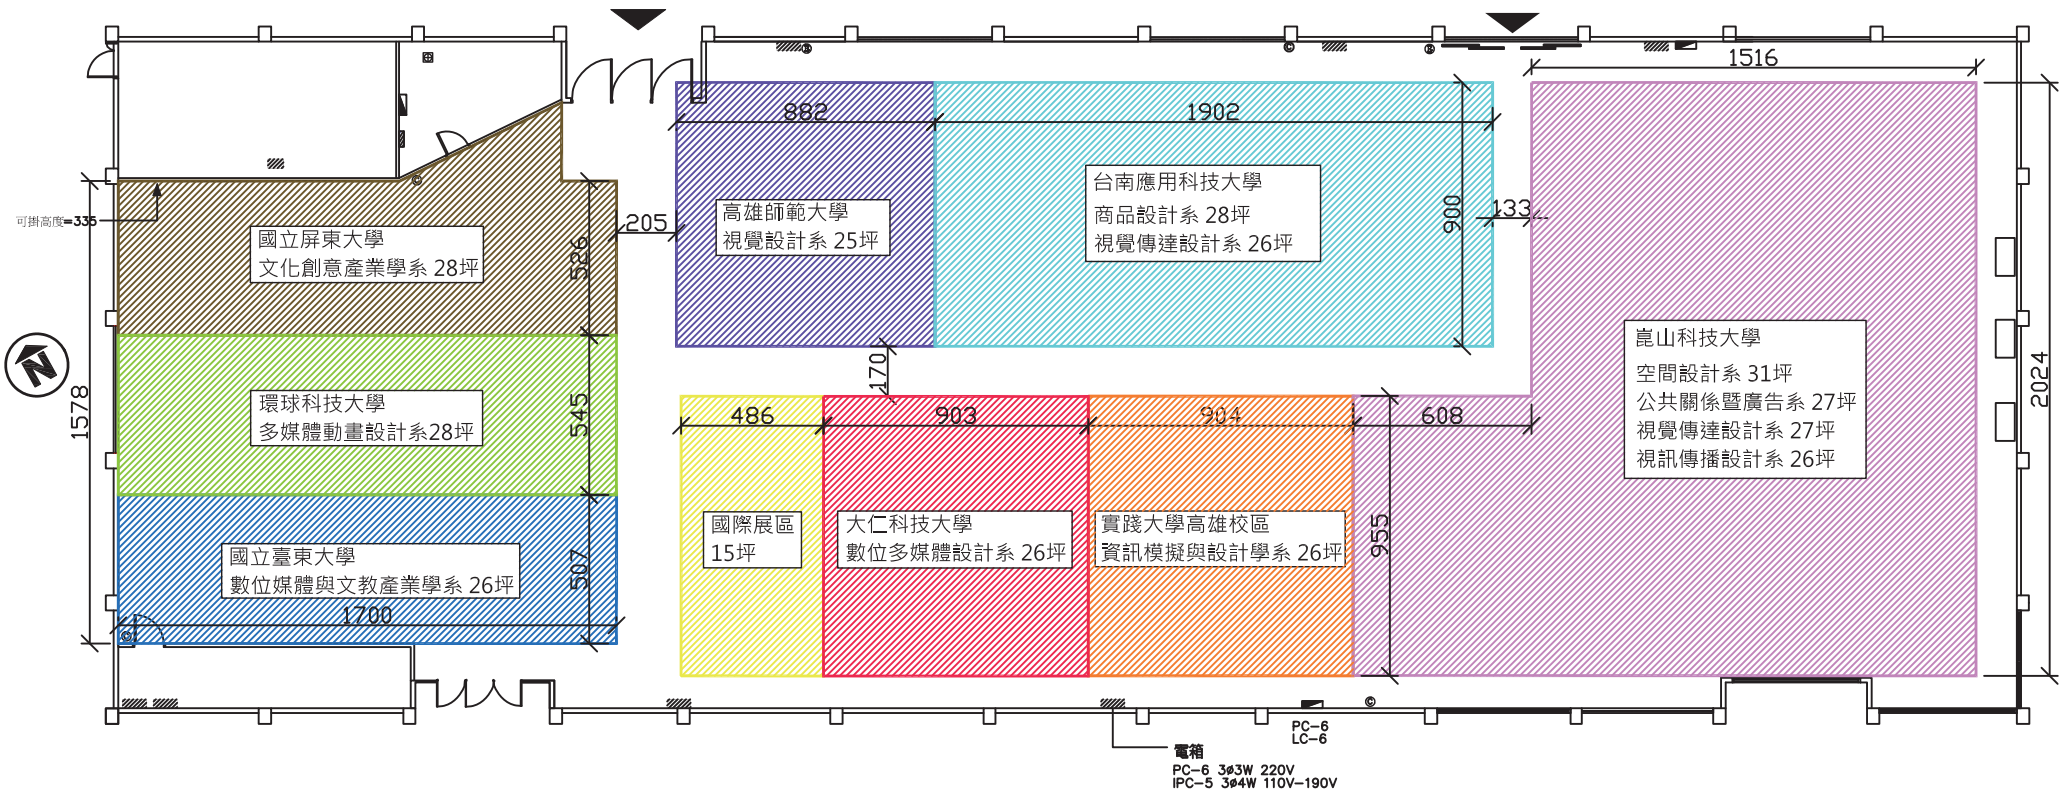 1516
882
1902
可掛高度=335
205
133
900
國立屏東大學
文化創意產業學系 28坪
526
高雄師範大學
視覺設計系 25坪
台南應用科技大學
商品設計系 28坪
視覺傳達設計系 26坪
N
1578
環球科技大學
多媒體動畫設計系28坪
545
170
486
903
904
608
崑山科技大學
空間設計系 31坪
公共關係暨廣告系 27坪
視覺傳達設計系 27坪
視訊傳播設計系 26坪
2024
國立臺東大學
數位媒體與文教產業學系 26坪
507
1700
國際展區
15坪
大仁科技大學
數位多媒體設計系 26坪
實踐大學高雄校區
資訊模擬與設計學系 26坪
955
PC-6
LC-6
電箱
PC-6 3ø3W 220V
IPC-5 3ø4W 110V-190V